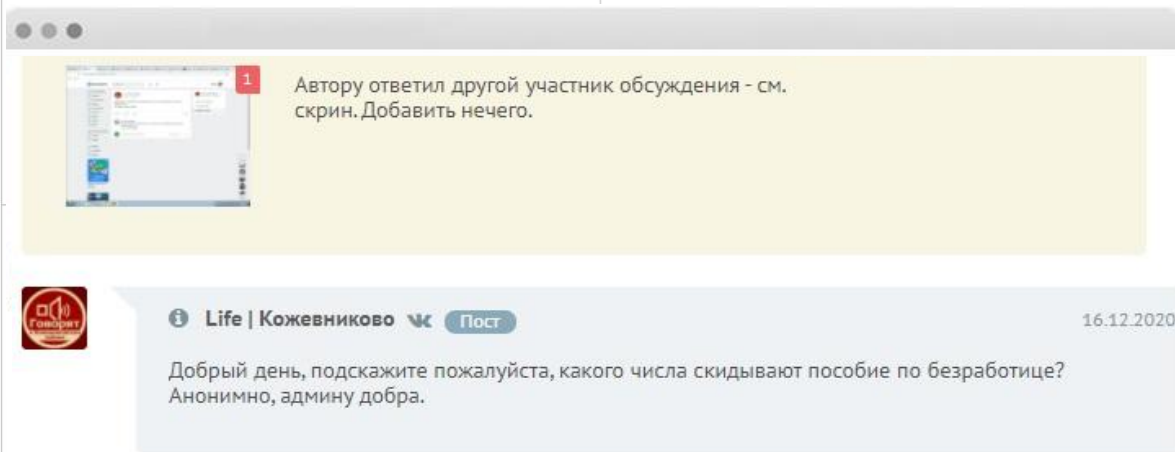 1
Автору ответил другой участник обсуждения - см.
скрин. Добавить нечего.
Говорят
Life | Кожевниково Пост 16.12.2020
Добрый день, подскажите пожалуйста, какого числа скидывают пособие по безработице?
Анонимно, админу добра.